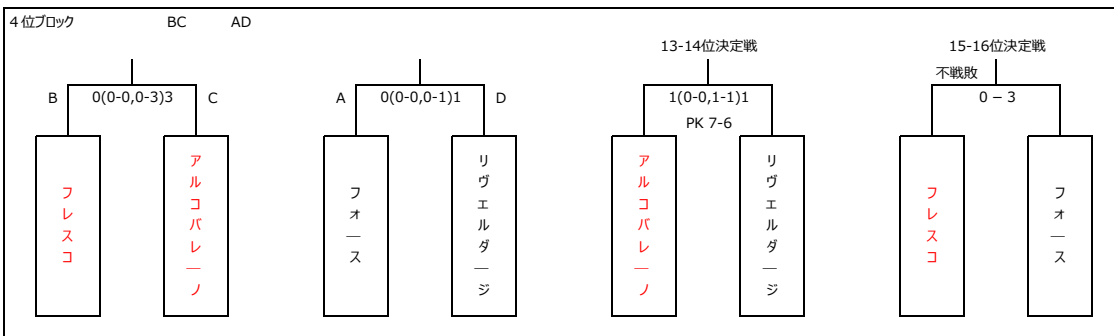 4位ブロック BC AD
13-14位決定戦 15-16位決定戦
不戦敗
B 0(0-0,0-3)3 C A 0(0-0,0-1)1 D 1(0-0,1-1)1 0 – 3
PK 7-6
フレスコ
アルコバレーノ
フォース
リヴェルダージ
アルコバレーノ
リヴェルダージ
フレスコ
フォース